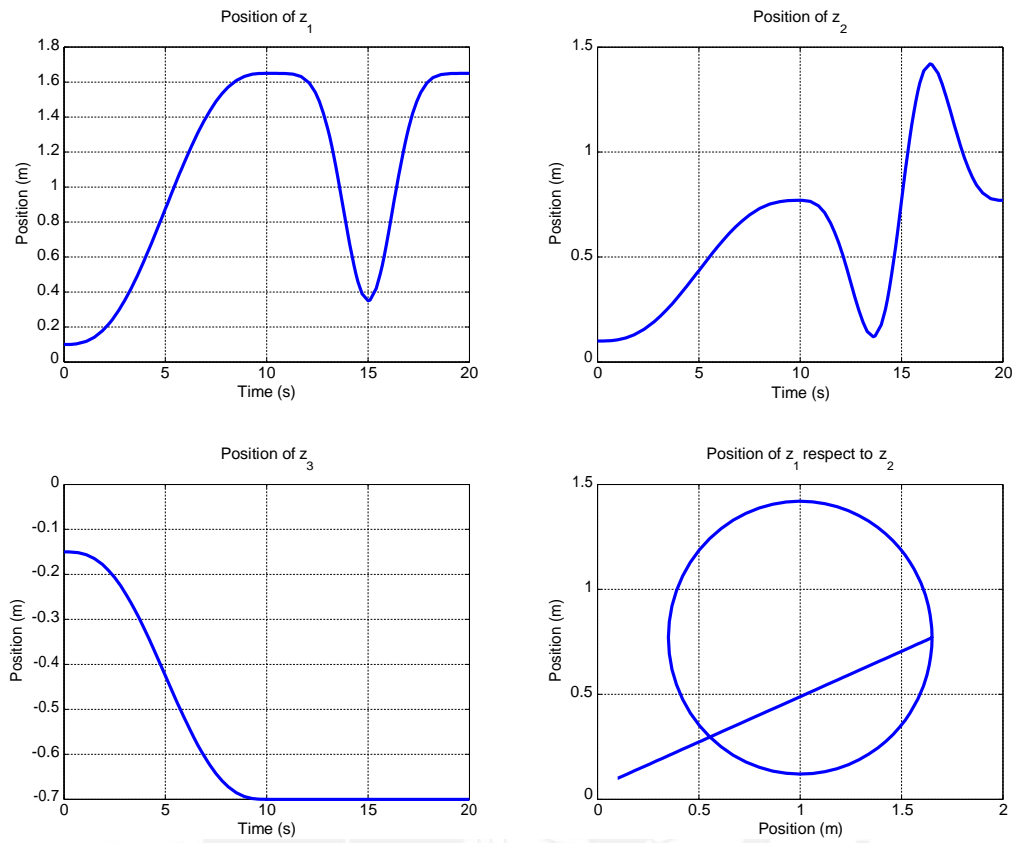 Position of z1
Position (m)
1.8
1.6
1.4
1.2
1
0.8
0.6
0.4
0.2
0
0 5 10 15 20
Time (s)
Position of z2
Position (m)
1.5
1
0.5
0
0 5 10 15 20
Time (s)
Position of z3
Position (m)
0
-0.1
-0.2
-0.3
-0.4
-0.5
-0.6
-0.7
0 5 10 15 20
Time (s)
Position of z1 respect to z2
Position (m)
1.5
1
0.5
0
0 0.5 1 1.5 2
Position (m)